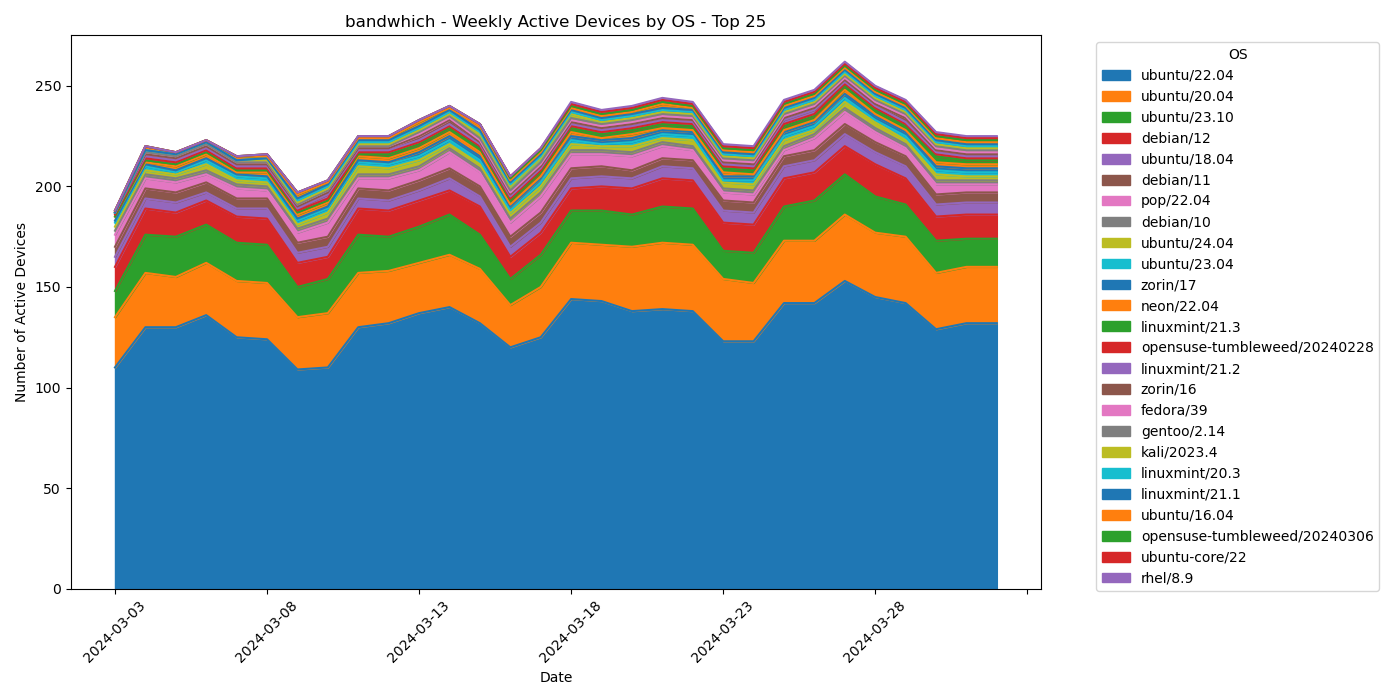 bandwhich - Weekly Active Devices by OS - Top 25
Number of Active Devices
250
200
150
100
50
0
2024-03-03
2024-03-08
2024-03-13
2024-03-18
2024-03-23
2024-03-28
Date
OS
ubuntu/22.04
ubuntu/20.04
ubuntu/23.10
debian/12
ubuntu/18.04
debian/11
pop/22.04
debian/10
ubuntu/24.04
ubuntu/23.04
zorin/17
neon/22.04
linuxmint/21.3
opensuse-tumbleweed/20240228
linuxmint/21.2
zorin/16
fedora/39
gentoo/2.14
kali/2023.4
linuxmint/20.3
linuxmint/21.1
ubuntu/16.04
opensuse-tumbleweed/20240306
ubuntu-core/22
rhel/8.9